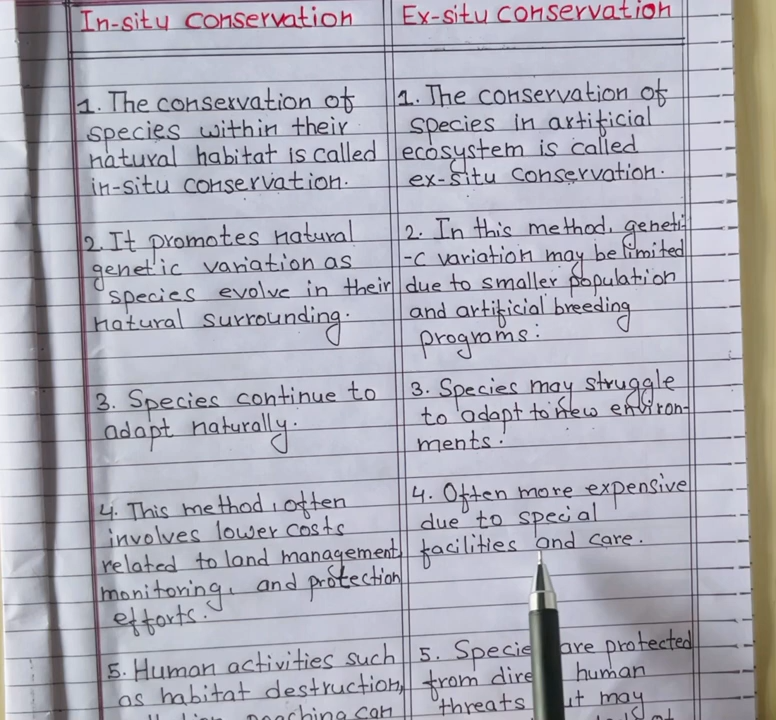 In-situ conservation
1. The conservation of
species within their
natural habitat is called
in-situ conservation.
2. It promotes natural
genetic variation as
species evolve in their
natural surrounding.
3. Species continue to
adapt naturally.
4. This method, often
involves lower costs
related to land management,
monitoring, and protection
efforts.
5. Human activities such
as habitat destruction,
can
Ex-situ conservation
1. The conservation of
species in artificial
ecosystem is called
ex-situ conservation.
2. In this method, geneti
-c variation may be limited
due to smaller population
and artificial breeding
programs.
3. Species may struggle
to adapt to new environ-
ments.
4. Often more expensive
due to special
facilities and care.
5. Specie are protected
from dire human
threats ut may